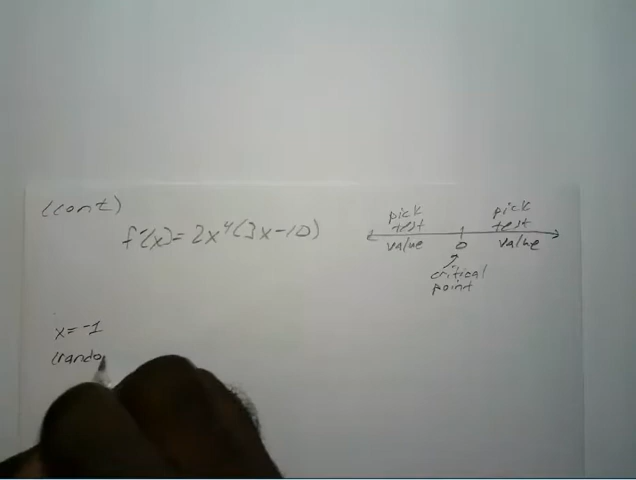 (cont)
f'(x)=2x⁴(3x-10)
pick test value
pick test value
0
critical point
x=-1
(rando